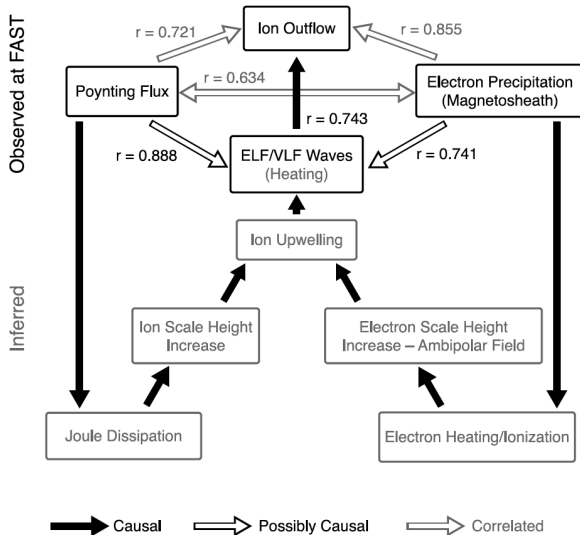 Observed at FAST
Inferred
Ion Outflow
r = 0.721
r = 0.855
Poynting Flux
r = 0.634
Electron Precipitation
(Magnetosheath)
r = 0.743
r = 0.888
ELF/VLF Waves
(Heating)
r = 0.741
Ion Upwelling
Ion Scale Height
Increase
Electron Scale Height
Increase – Ambipolar Field
Joule Dissipation
Electron Heating/Ionization
Causal
Possibly Causal
Correlated